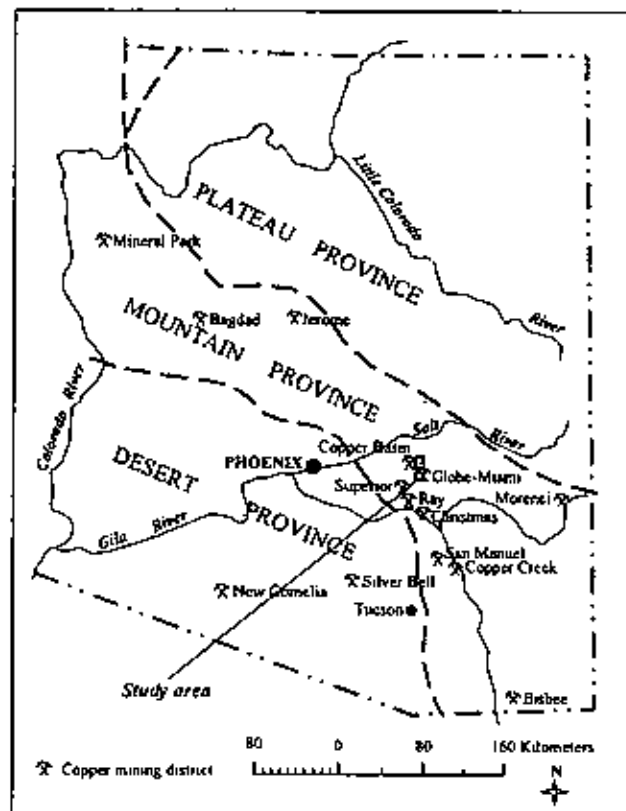 PLATEAU PROVINCE
Little Colorado
River
Mineral Park
Bagdad
Jerome
MOUNTAIN PROVINCE
Colorado River
Salt
River
Copper Basin
PHOENIX
Globe-Miami
Superior
Ray
Morenci
Christmas
DESERT
PROVINCE
Gila River
San Manuel
Copper Creek
New Cornelia
Silver Bell
Tucson
Study area
Bisbee
80 0 80 160 Kilometers
Copper mining district
N